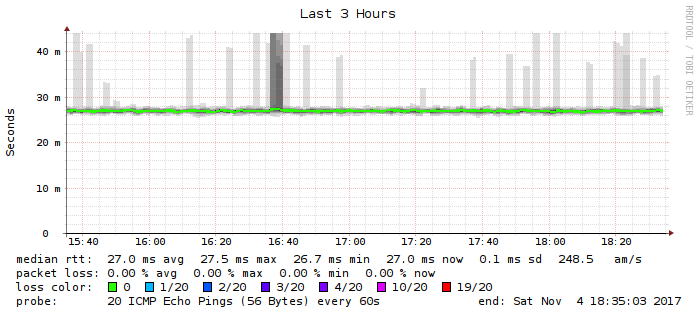 Last 3 Hours
RRDTOOL / TOBI OETIKER
Seconds
40 m
30 m
20 m
10 m
0
15:40 16:00 16:20 16:40 17:00 17:20 17:40 18:00 18:20
median rtt: 27.0 ms avg 27.5 ms max 26.7 ms min 27.0 ms now 0.1 ms sd 248.5 am/s
packet loss: 0.00 % avg 0.00 % max 0.00 % min 0.00 % now
loss color: 0 1/20 2/20 3/20 4/20 10/20 19/20
probe: 20 ICMP Echo Pings (56 Bytes) every 60s end: Sat Nov 4 18:35:03 2017